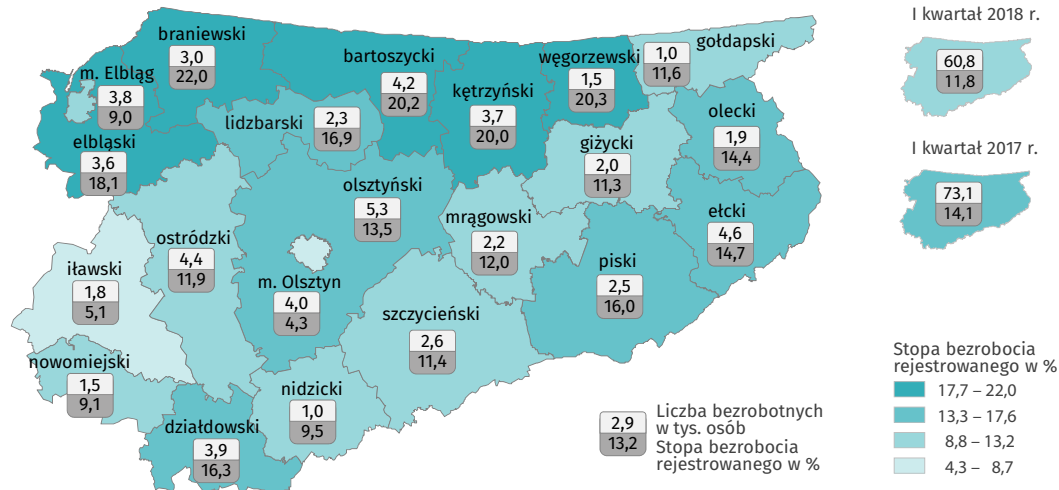 I kwartał 2018 r.
60,8
11,8
I kwartał 2017 r.
73,1
14,1
braniewski
3,0
22,0
m. Elbląg
3,8
9,0
elbląski
3,6
18,1
bartoszycki
4,2
20,2
lidzbarski
2,3
16,9
kętrzyński
3,7
20,0
węgorzewski
1,5
20,3
gołdapski
1,0
11,6
olecki
1,9
14,4
giżycki
2,0
11,3
ełcki
4,6
14,7
olsztyński
5,3
13,5
mrągowski
2,2
12,0
piski
2,5
16,0
ostródzki
4,4
11,9
iławski
1,8
5,1
m. Olsztyn
4,0
4,3
szczycieński
2,6
11,4
nowomiejski
1,5
9,1
nidzicki
1,0
9,5
działdowski
3,9
16,3
2,9
13,2
Liczba bezrobotnych
w tys. osób
Stopa bezrobocia
rejestrowanego w %
Stopa bezrobocia
rejestrowanego w %
17,7 – 22,0
13,3 – 17,6
8,8 – 13,2
4,3 – 8,7